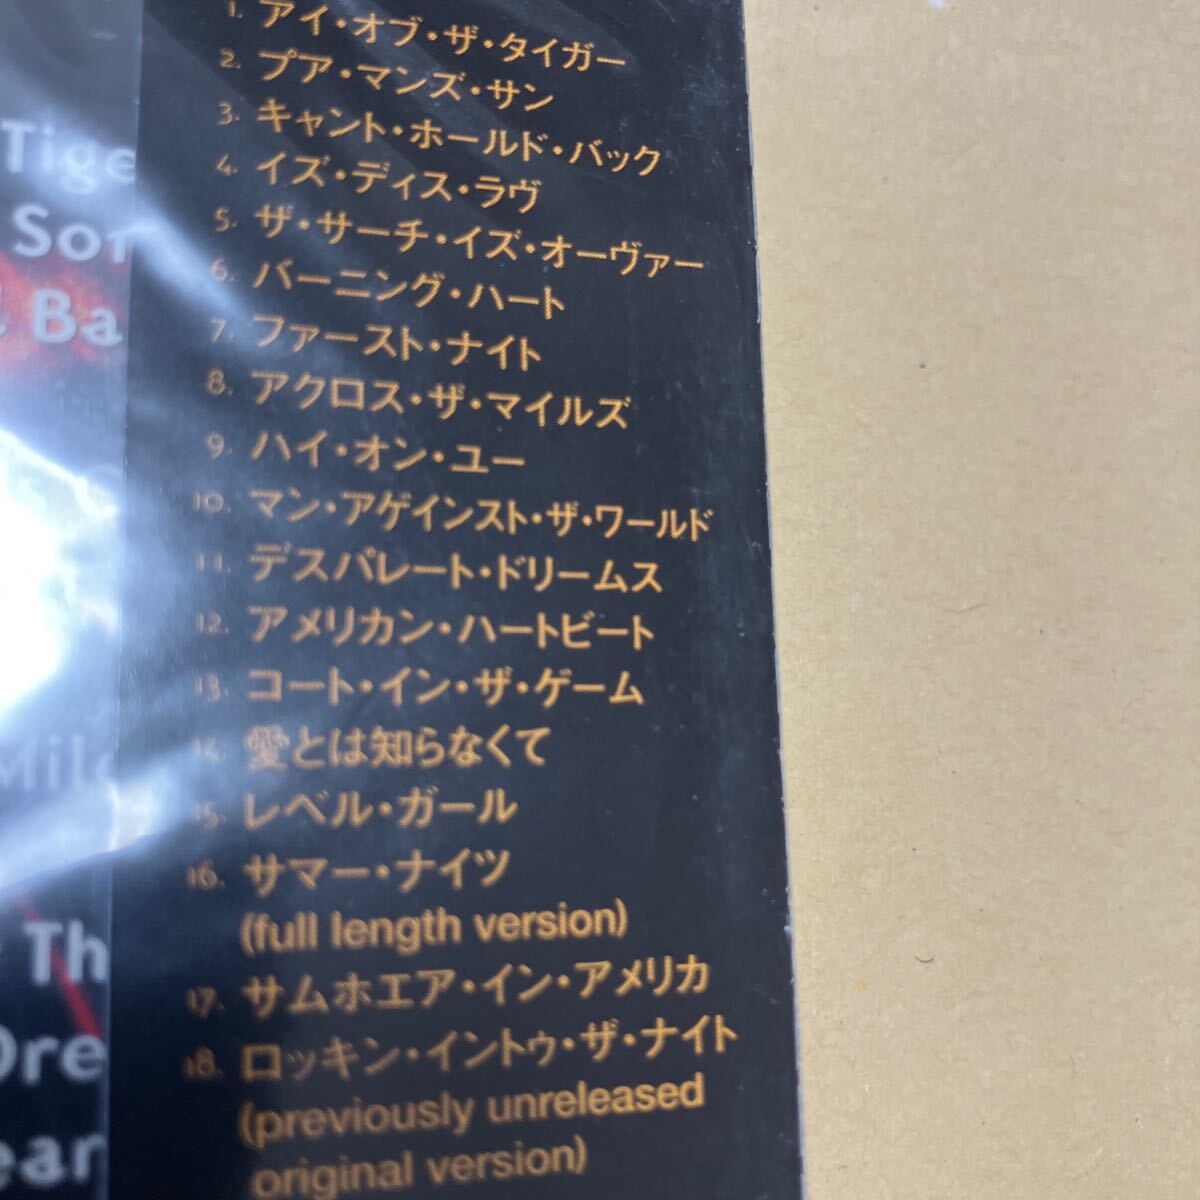 1. アイ・オブ・ザ・タイガー
2. プア・マンズ・サン
3. キャント・ホールド・バック
4. イズ・ディス・ラヴ
5. ザ・サーチ・イズ・オーヴァー
6. バーニング・ハート
7. ファースト・ナイト
8. アクロス・ザ・マイルズ
9. ハイ・オン・ユー
10. マン・アゲインスト・ザ・ワールド
11. デスパレート・ドリームス
12. アメリカン・ハートビート
13. コート・イン・ザ・ゲーム
14. 愛とは知らなくて
15. レベル・ガール
16. サマー・ナイツ
(full length version)
17. サムホエア・イン・アメリカ
18. ロッキン・イントゥ・ザ・ナイト
(previously unreleased
original version)
Tige
Son
Ba
Mile
Th
Dre
ear